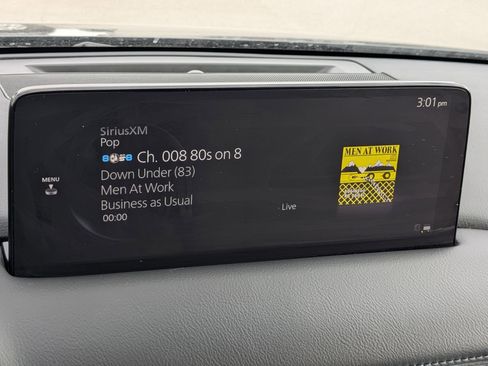 3:01 pm
SiriusXM
Pop
Ch. 008 80s on 8
Down Under (83)
Men At Work
Business as Usual
00:00
Live
MENU
MEN AT WORK